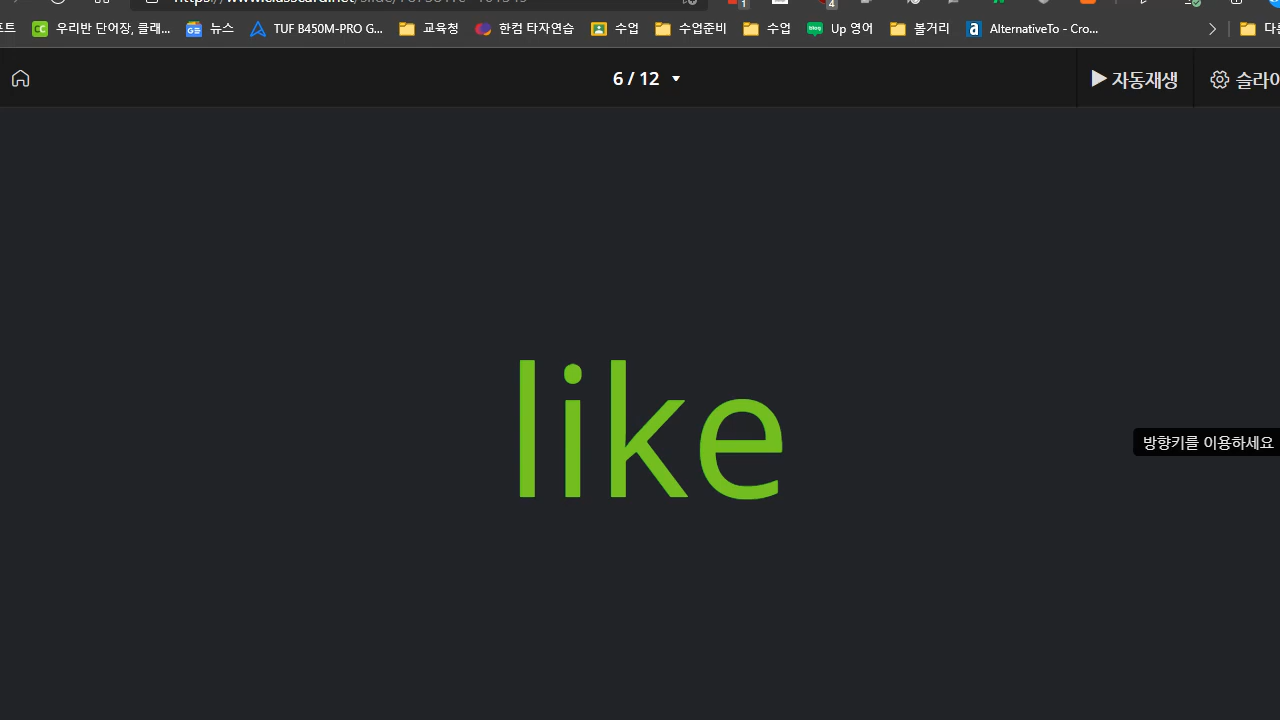 우리반 단어장, 클래... 뉴스 TUF B450M-PRO G... 교육청 한컴 타자연습 수업 수업준비 수업 Up 영어 볼거리 AlternativeTo - Cro...
6 / 12 자동재생
like
방향키를 이용하세요